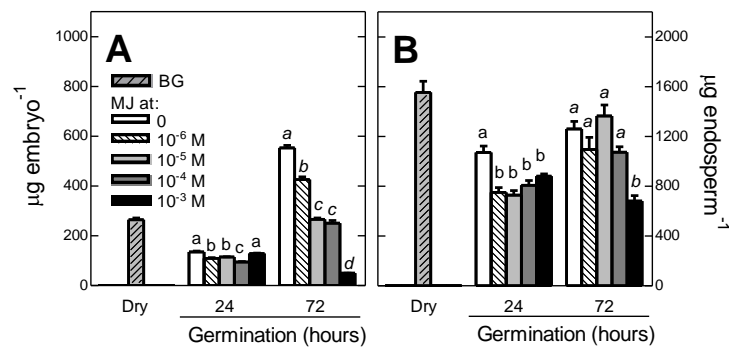 A
B
1000
800
600
400
200
0
µg embryo⁻¹
BG
MJ at:
0
10⁻⁶ M
10⁻⁵ M
10⁻⁴ M
10⁻³ M
a b b c a
a b c c d
Dry 24 72
Germination (hours)
a b b b b
a a a a b
Dry 24 72
Germination (hours)
2000
1600
1200
800
400
0
µg endosperm⁻¹